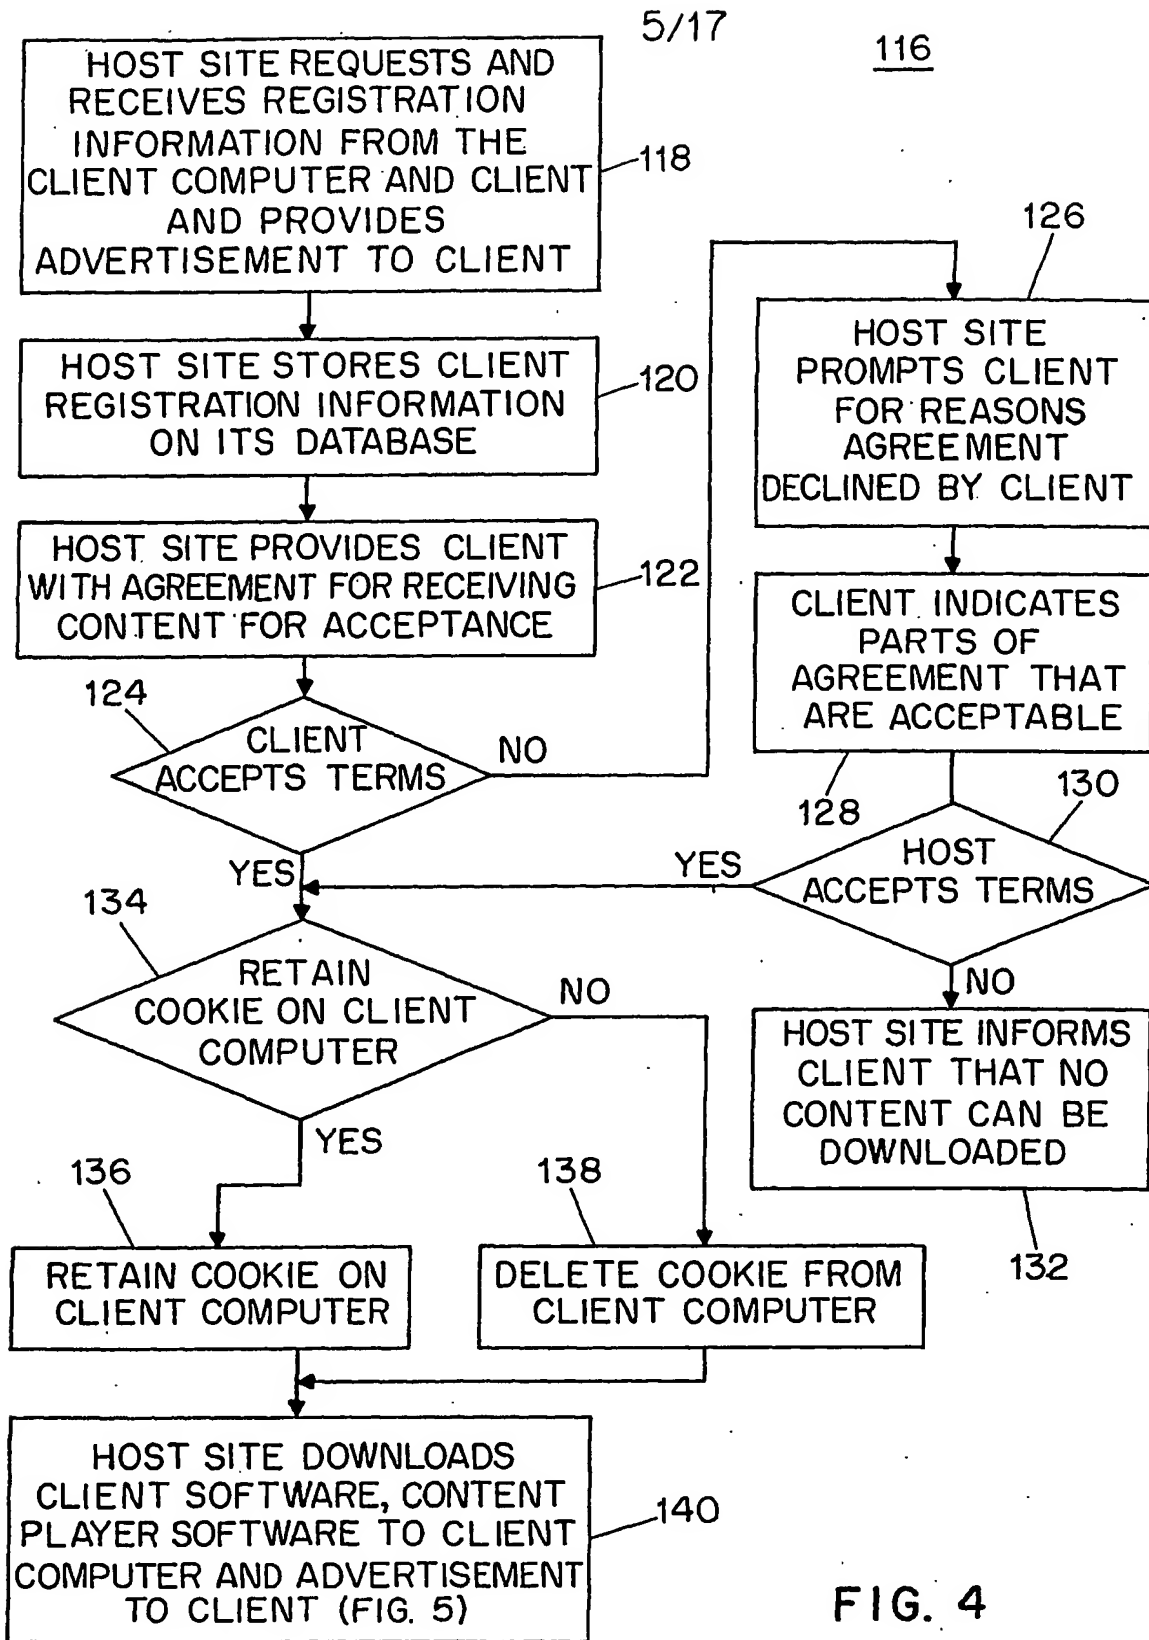 5/17
116
HOST SITE REQUESTS AND
RECEIVES REGISTRATION
INFORMATION FROM THE
CLIENT COMPUTER AND CLIENT
AND PROVIDES
ADVERTISEMENT TO CLIENT
118
HOST SITE STORES CLIENT
REGISTRATION INFORMATION
ON ITS DATABASE
120
HOST SITE PROVIDES CLIENT
WITH AGREEMENT FOR RECEIVING
CONTENT FOR ACCEPTANCE
122
124
CLIENT
ACCEPTS TERMS
NO
YES
126
HOST SITE
PROMPTS CLIENT
FOR REASONS
AGREEMENT
DECLINED BY CLIENT
CLIENT INDICATES
PARTS OF
AGREEMENT THAT
ARE ACCEPTABLE
128
130
HOST
ACCEPTS TERMS
YES
NO
HOST SITE INFORMS
CLIENT THAT NO
CONTENT CAN BE
DOWNLOADED
132
134
RETAIN
COOKIE ON CLIENT
COMPUTER
NO
YES
136
RETAIN COOKIE ON
CLIENT COMPUTER
138
DELETE COOKIE FROM
CLIENT COMPUTER
HOST SITE DOWNLOADS
CLIENT SOFTWARE, CONTENT
PLAYER SOFTWARE TO CLIENT
COMPUTER AND ADVERTISEMENT
TO CLIENT (FIG. 5)
140
FIG. 4